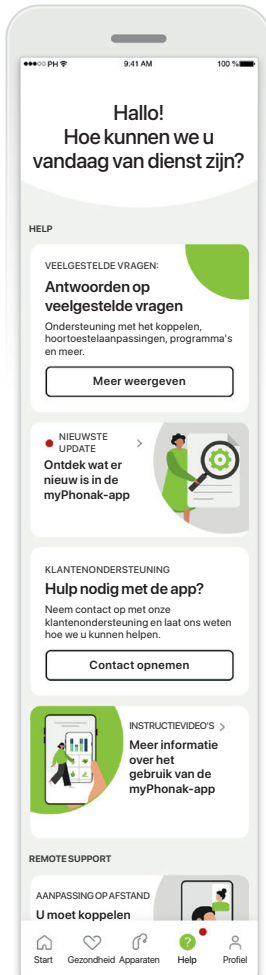 PH 9:41 AM 100 %
Hallo!
Hoe kunnen we u
vandaag van dienst zijn?
HELP
VEELGESTELDE VRAGEN:
Antwoorden op
veelgestelde vragen
Ondersteuning met het koppelen,
hoortoestelaanpassingen, programma's
en meer.
Meer weergeven
NIEUWSTE
UPDATE
Ontdek wat er
nieuw is in de
myPhonak-app
KLANTENONDERSTEUNING
Hulp nodig met de app?
Neem contact op met onze
klantenondersteuning en laat ons weten
hoe we u kunnen helpen.
Contact opnemen
INSTRUCTIEVIDEO'S
Meer informatie
over het
gebruik van de
myPhonak-app
REMOTE SUPPORT
AANPASSING OP AFSTAND
U moet koppelen
Start Gezondheid Apparaten Help Profiel